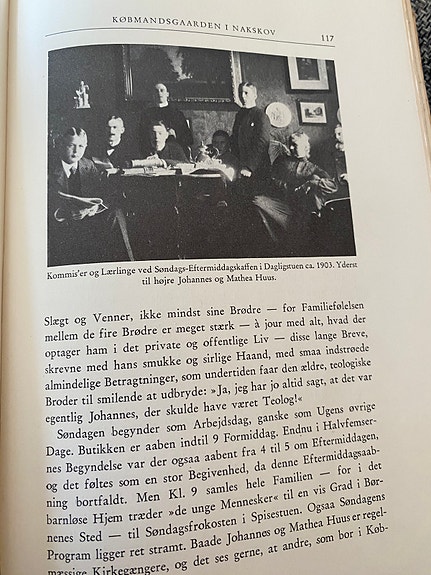 KØBMANDSGAARDEN I NAKSKOV
117
Kommis'er og Lærlinge ved Søndags-Eftermiddagskaffen i Dagligstuen ca. 1903. Yderst
til højre Johannes og Mathea Huus.
Slægt og Venner, ikke mindst sine Brødre — for Familiefølelsen
mellem de fire Brødre er meget stærk — à jour med alt, hvad der
optager ham i det private og offentlige Liv — disse lange Breve,
skrevne med hans smukke og sirlige Haand, med smaa indstrøede
almindelige Betragtninger, som undertiden faar den ældre, teologiske
Broder til smilende at udbryde: »Ja, jeg har jo altid sagt, at det var
egentlig Johannes, der skulde have været Teolog!«
Søndagen begynder som Arbejdsdag, ganske som Ugens øvrige
Dage. Butikken er aaben indtil 9 Formiddag. Endnu i Halvfemser-
nes Begyndelse var der ogsaa aabent fra 4 til 5 om Eftermiddagen,
og det føltes som en stor Begivenhed, da denne Eftermiddagsaab-
ning bortfaldt. Men Kl. 9 samles hele Familien — for i det
barnløse Hjem træder »de unge Mennesker« til en vis Grad i Bør-
nenes Sted — til Søndagsfrokosten i Spisestuen. Ogsaa Søndagens
Program ligger ret stramt. Baade Johannes og Mathea Huus er regel-
mæssige Kirkegængere, og det ses gerne, at andre, som bor i Køb-